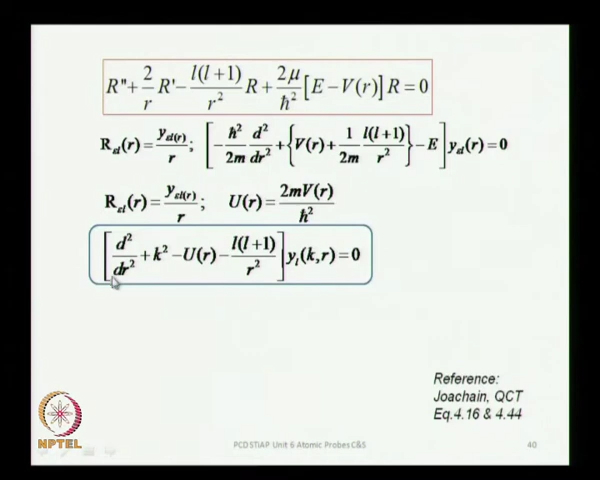 R''+ 2/r R'− l(l+1)/r² R+ 2μ/ħ² [E−V(r)]R=0
R_εl(r)= y_εl(r)/r ; [− ħ²/2m d²/dr² + {V(r)+ 1/2m l(l+1)/r²}−E] y_εl(r)=0
R_εl(r)= y_εl(r)/r ; U(r)= 2mV(r)/ħ²
[d²/dr² +k² −U(r)− l(l+1)/r²] y_l(k,r)=0
Reference:
Joachain, QCT
Eq.4.16 & 4.44
NPTEL
PCD STiAP Unit 6 Atomic Probes C&S
40